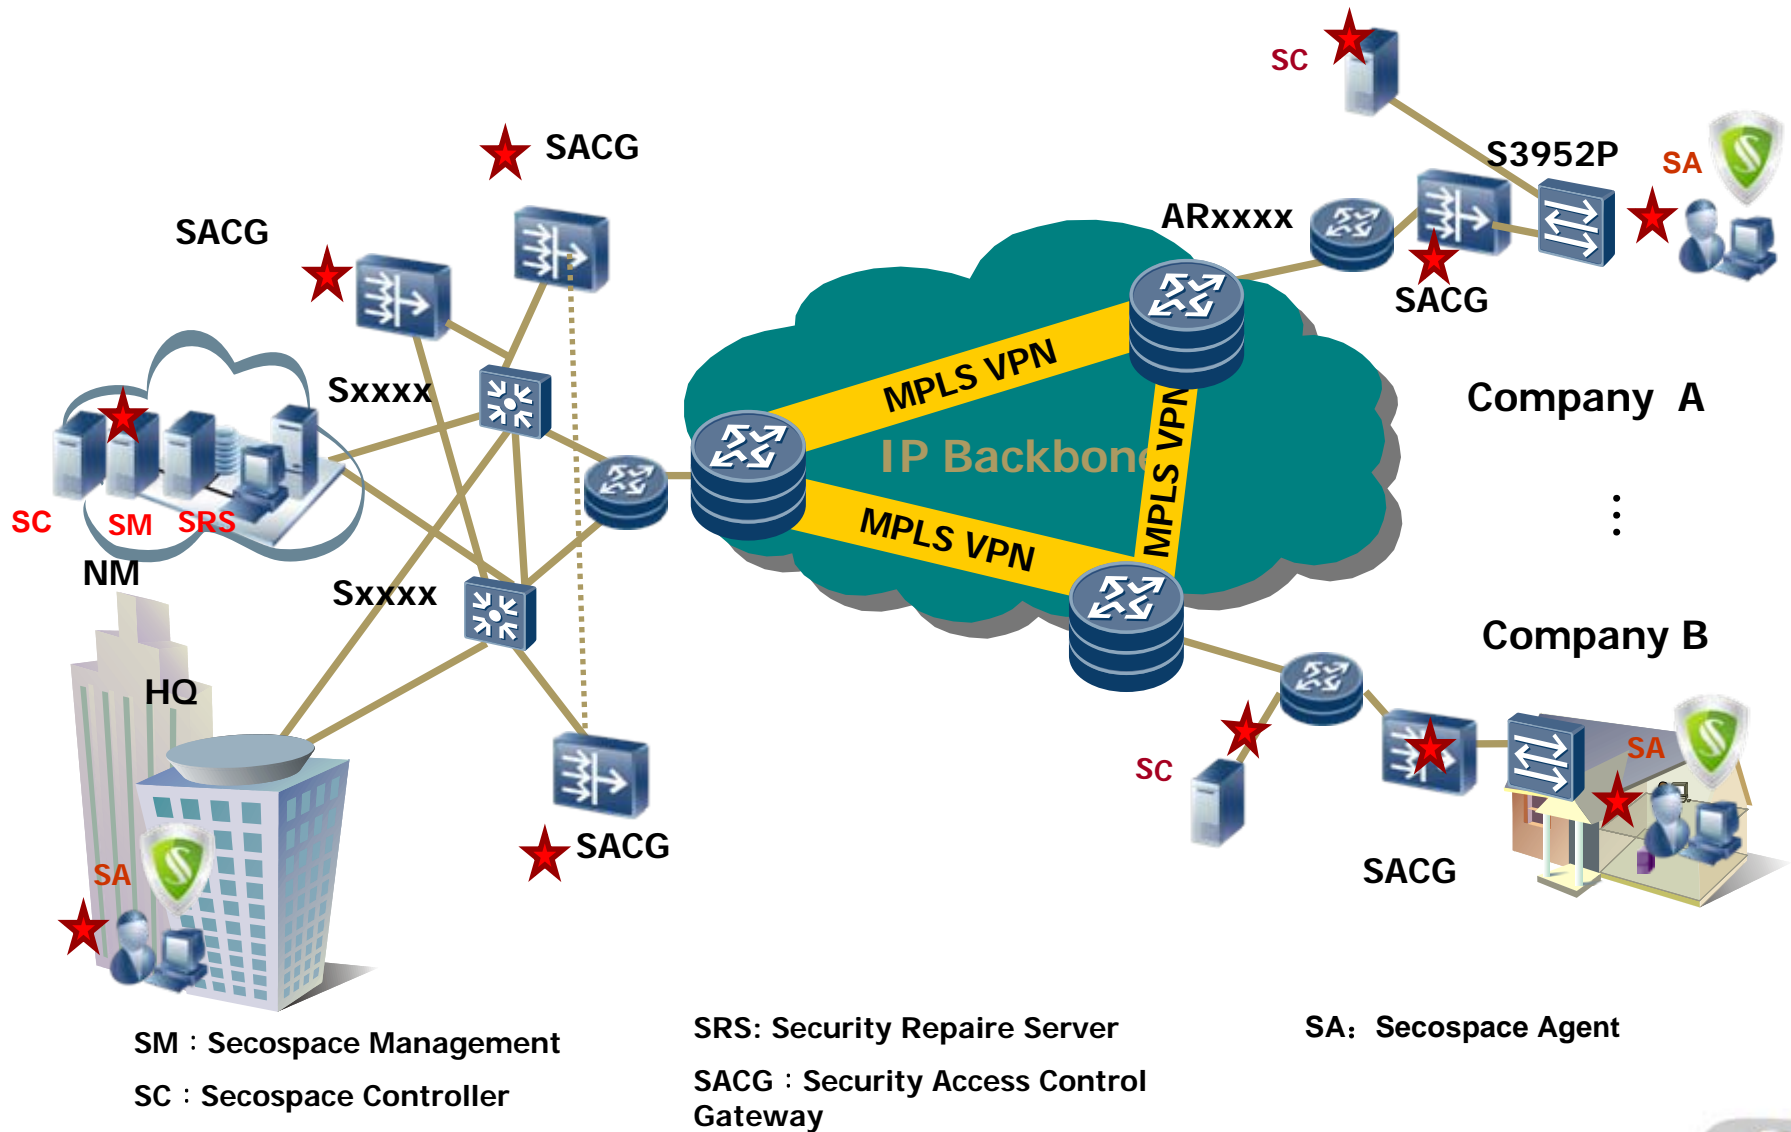 SC
SACG
S3952P
SA
SACG
ARxxxx
SACG
Sxxxx
MPLS VPN
Company A
IP Backbone
MPLS VPN
SC
SM
SRS
MPLS VPN
⋮
NM
Sxxxx
Company B
HQ
SC
SA
SACG
SACG
SA
SM：Secospace Management
SC：Secospace Controller
SRS: Security Repaire Server
SACG：Security Access Control
Gateway
SA：Secospace Agent